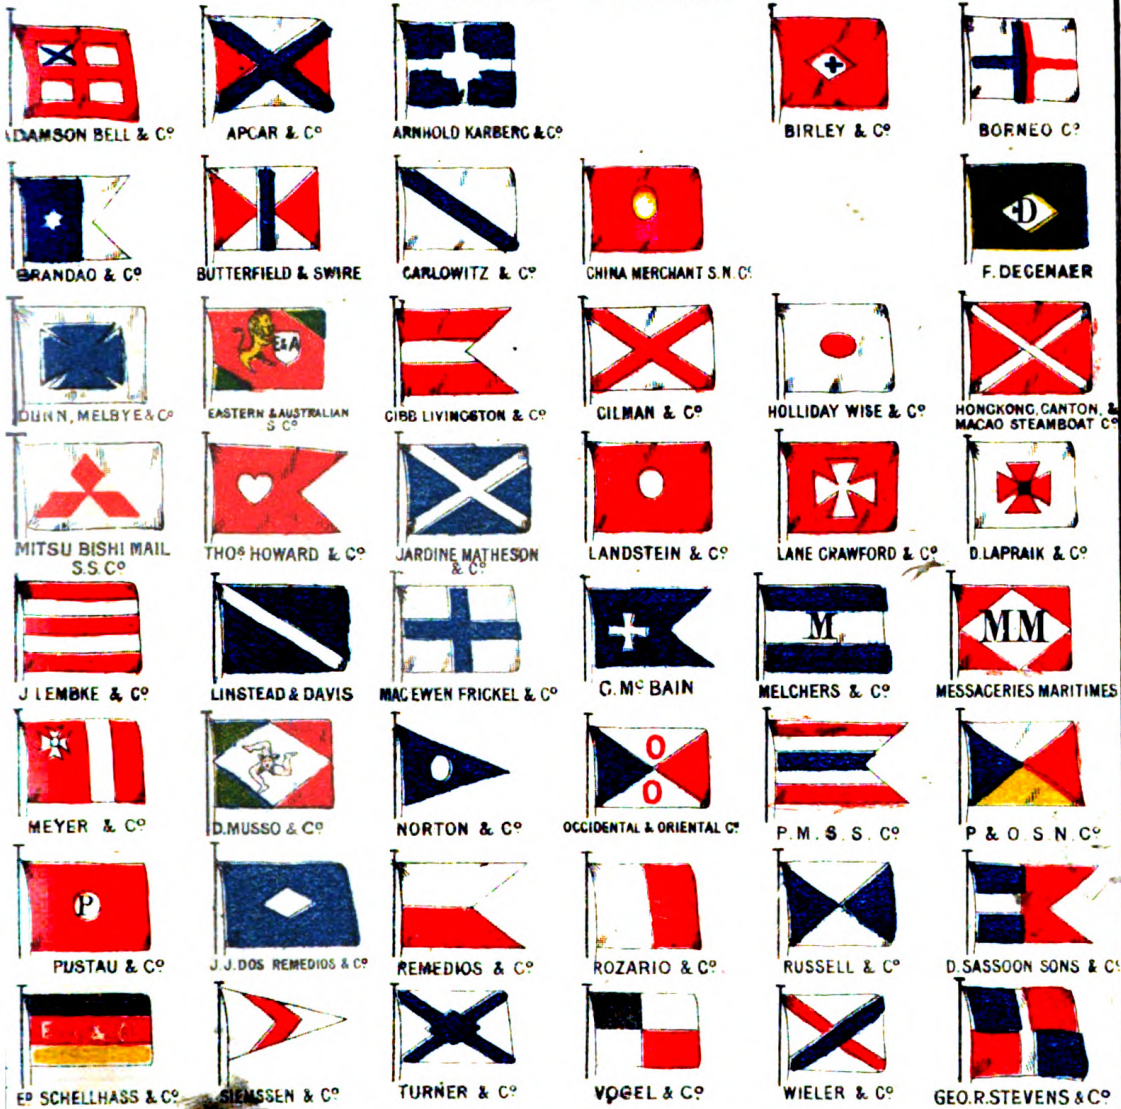 ADAMSON BELL & Cº
APCAR & Cº
ARNHOLD KARBERG & Cº
BIRLEY & Cº
BORNEO Cº
BRANDAO & Cº
BUTTERFIELD & SWIRE
CARLOWITZ & Cº
CHINA MERCHANT S.N. Cº
D
F. DEGENAER
DUNN, MELBYE & Cº
E&A
EASTERN & AUSTRALIAN
S. Cº
GIBB LIVINGSTON & Cº
GILMAN & Cº
HOLLIDAY WISE & Cº
HONGKONG, CANTON, &
MACAO STEAMBOAT Cº
MITSU BISHI MAIL
S.S. Cº
THOS HOWARD & Cº
JARDINE MATHESON
& Cº
LANDSTEIN & Cº
LANE CRAWFORD & Cº
D. LAPRAIK & Cº
J LEMBKE & Cº
LINSTEAD & DAVIS
MACEWEN FRICKEL & Cº
G. Mc BAIN
M
MELCHERS & Cº
MM
MESSAGERIES MARITIMES
MEYER & Cº
D. MUSSO & Cº
NORTON & Cº
O
O
OCCIDENTAL & ORIENTAL Cº
P. M. S. S. Cº
P & O. S. N. Cº
P
PUSTAU & Cº
J. J. DOS REMEDIOS & Cº
REMEDIOS & Cº
ROZARIO & Cº
RUSSELL & Cº
D. SASSOON SONS & Cº
E & C
ED SCHELLHASS & Cº
SIEMSSEN & Cº
TURNER & Cº
VOGEL & Cº
WIELER & Cº
GEO. R. STEVENS & Cº